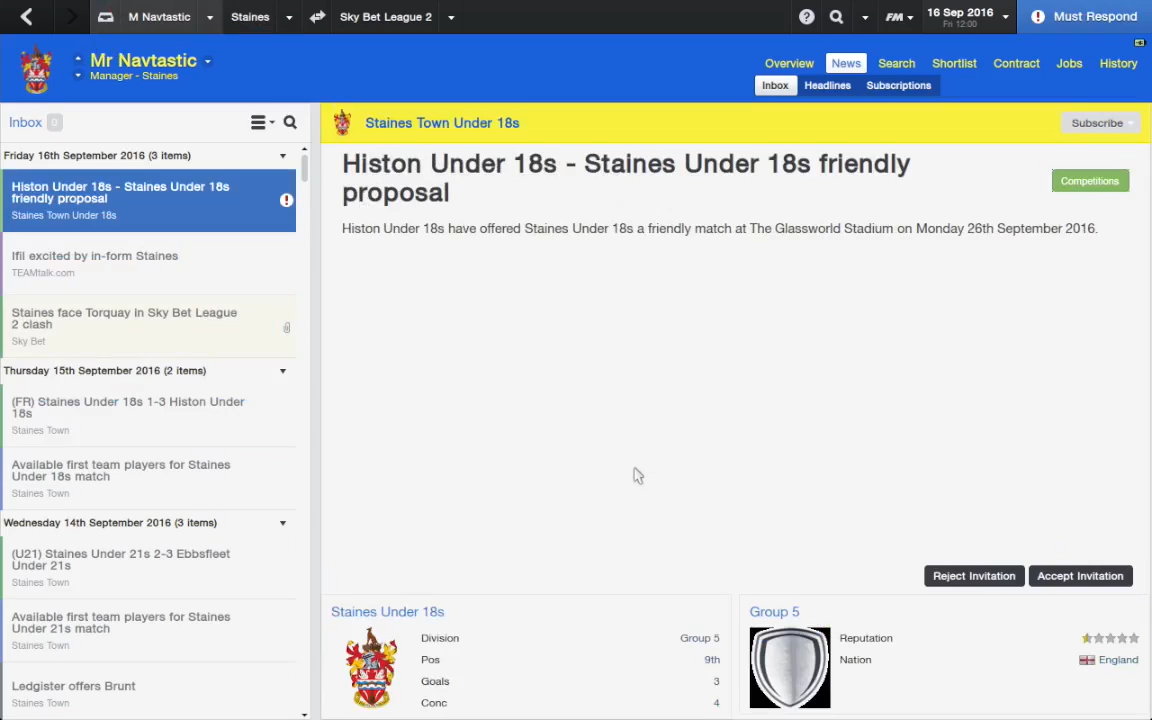 M Navtastic
Staines
Sky Bet League 2
FM
16 Sep 2016
Fri 12:00
Must Respond
Mr Navtastic
Manager - Staines
Overview
News
Search
Shortlist
Contract
Jobs
History
Inbox
Headlines
Subscriptions
Inbox 0
Staines Town Under 18s
Subscribe
Friday 16th September 2016 (3 items)
Histon Under 18s - Staines Under 18s
friendly proposal
Staines Town Under 18s
Ifil excited by in-form Staines
TEAMtalk.com
Staines face Torquay in Sky Bet League
2 clash
Sky Bet
Thursday 15th September 2016 (2 items)
(FR) Staines Under 18s 1-3 Histon Under
18s
Staines Town
Available first team players for Staines
Under 18s match
Staines Town
Wednesday 14th September 2016 (3 items)
(U21) Staines Under 21s 2-3 Ebbsfleet
Under 21s
Staines Town
Available first team players for Staines
Under 21s match
Staines Town
Ledgister offers Brunt
Staines Town
Histon Under 18s - Staines Under 18s friendly
proposal
Competitions
Histon Under 18s have offered Staines Under 18s a friendly match at The Glassworld Stadium on Monday 26th September 2016.
Reject Invitation
Accept Invitation
Staines Under 18s
Division Group 5
Pos 9th
Goals 3
Conc 4
Group 5
Reputation
Nation England